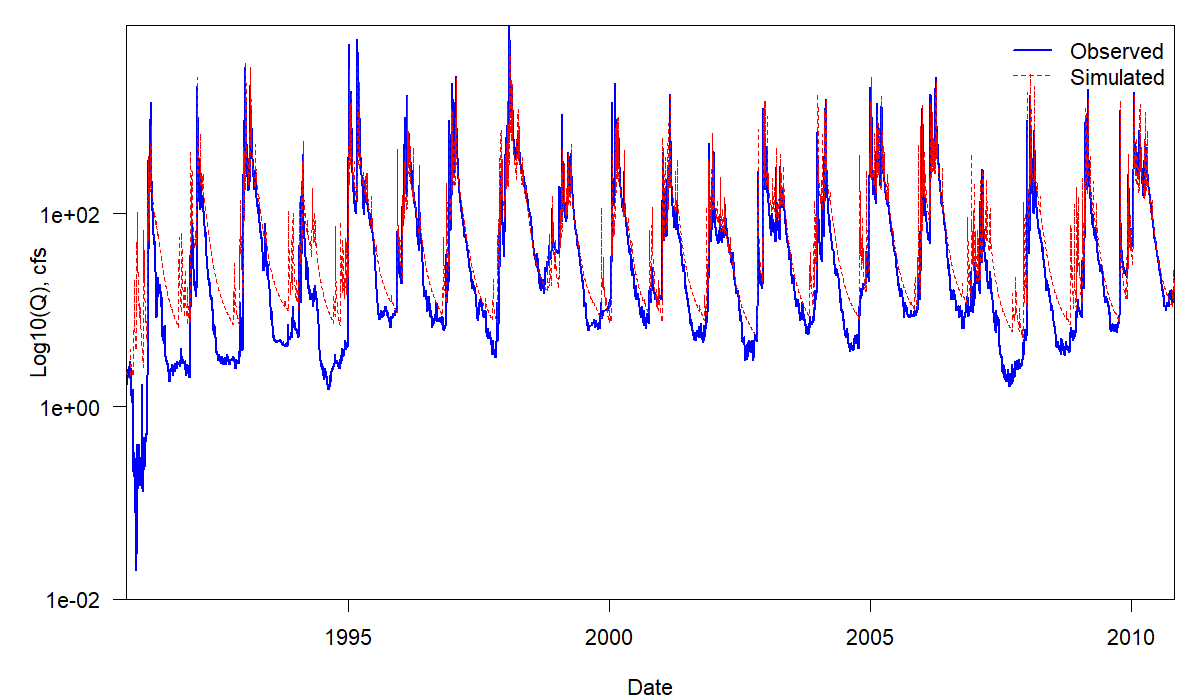 Observed
Simulated
Log10(Q), cfs
1e+02
1e+00
1e-02
1995
2000
2005
2010
Date